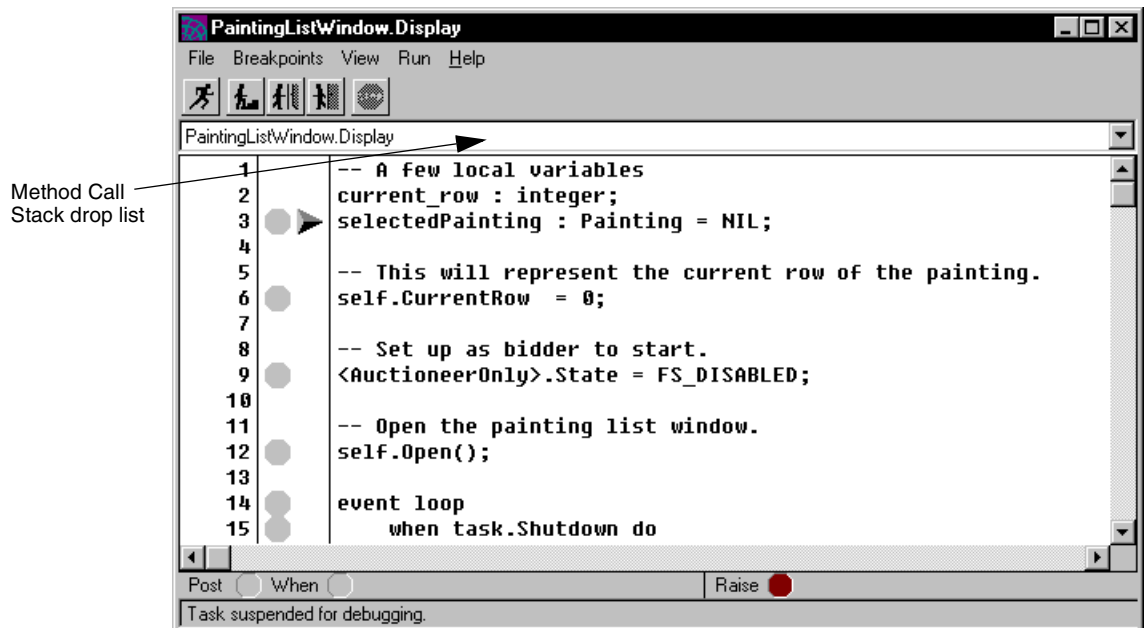 PaintingListWindow.Display
File Breakpoints View Run Help
PaintingListWindow.Display
Method Call
Stack drop list
1 -- A few local variables
2 current_row : integer;
3 selectedPainting : Painting = NIL;
4
5 -- This will represent the current row of the painting.
6 self.CurrentRow = 0;
7
8 -- Set up as bidder to start.
9 <AuctioneerOnly>.State = FS_DISABLED;
10
11 -- Open the painting list window.
12 self.Open();
13
14 event loop
15 when task.Shutdown do
Post When Raise
Task suspended for debugging.